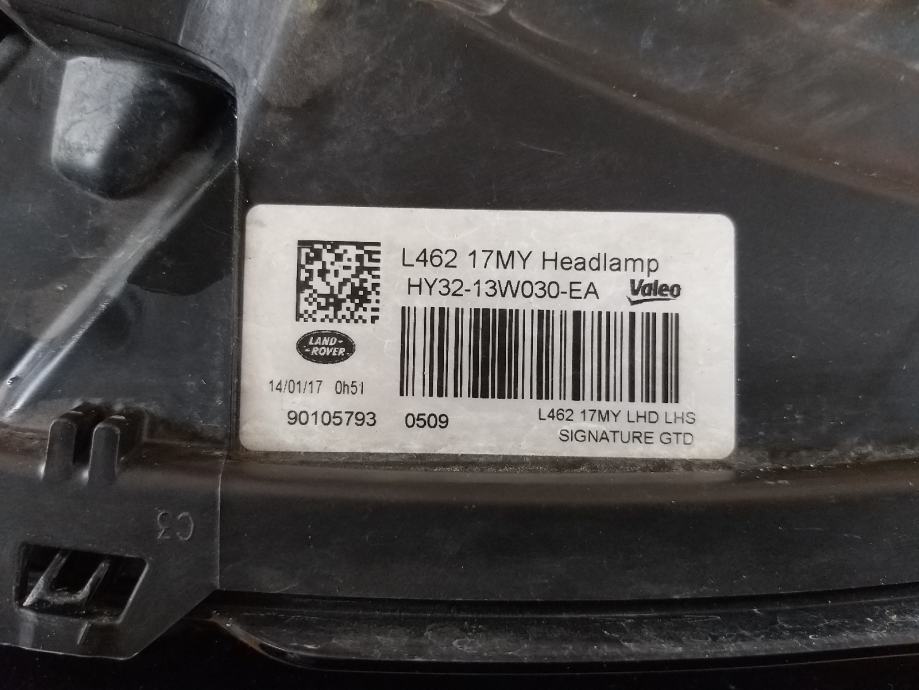 L462 17MY Headlamp
HY32-13W030-EA Valeo
LAND-
-ROVER
14/01/17 0h51
90105793 0509
L462 17MY LHD LHS
SIGNATURE GTD
C3